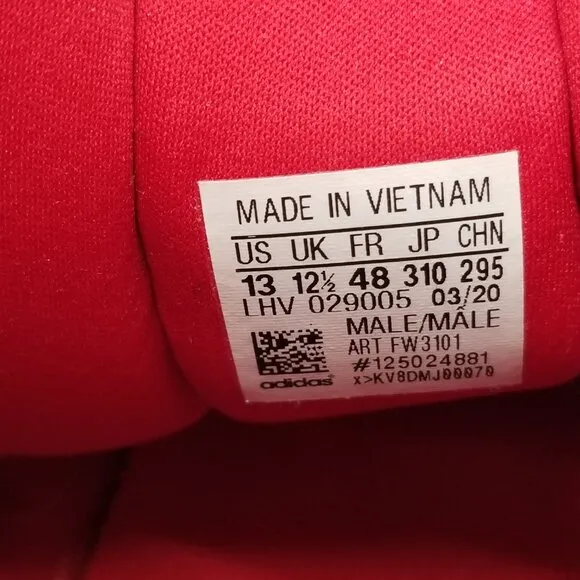 MADE IN VIETNAM
US UK FR JP CHN
13 12½ 48 310 295
LHV 029005 03/20
MALE/MÂLE
ART FW3101
#125024881
adidas x>KV8DMJ00070